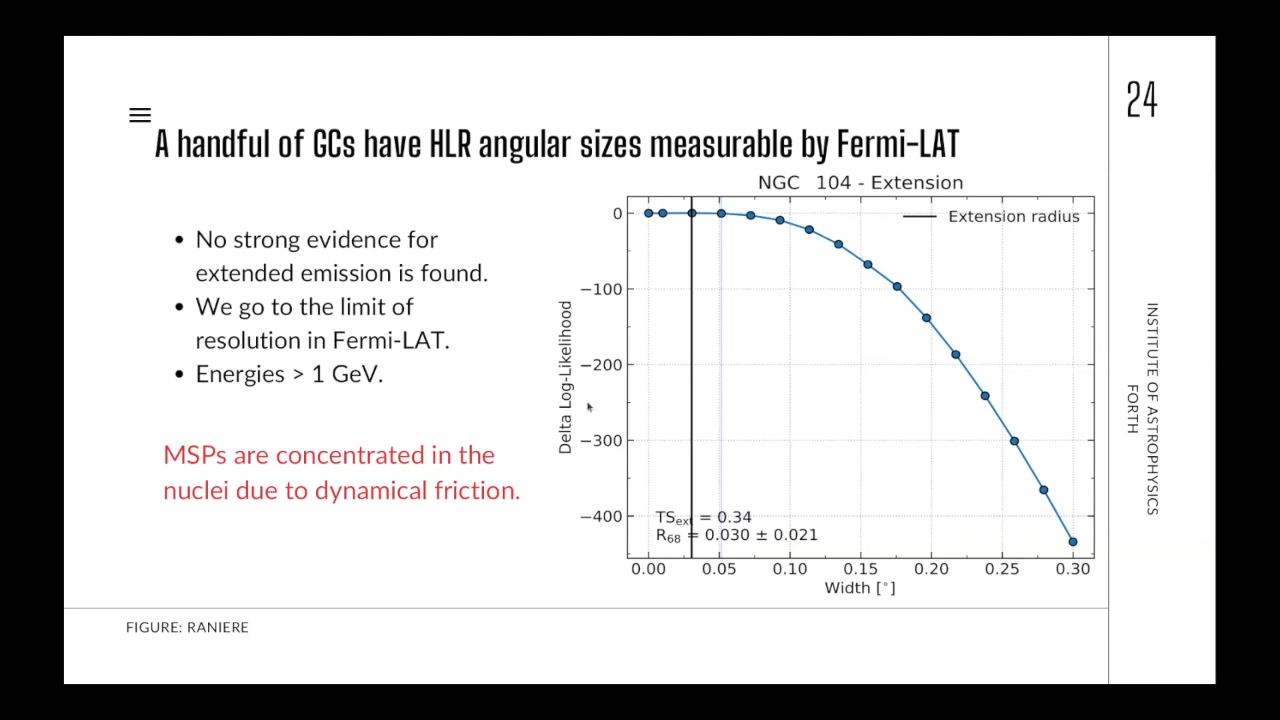 24
A handful of GCs have HLR angular sizes measurable by Fermi-LAT
• No strong evidence for
extended emission is found.
• We go to the limit of
resolution in Fermi-LAT.
• Energies > 1 GeV.
MSPs are concentrated in the
nuclei due to dynamical friction.
NGC 104 - Extension
Extension radius
Delta Log-Likelihood
0
−100
−200
−300
−400
TSext = 0.34
R68 = 0.030 ± 0.021
0.00 0.05 0.10 0.15 0.20 0.25 0.30
Width [°]
INSTITUTE OF ASTROPHYSICS
FORTH
FIGURE: RANIERE